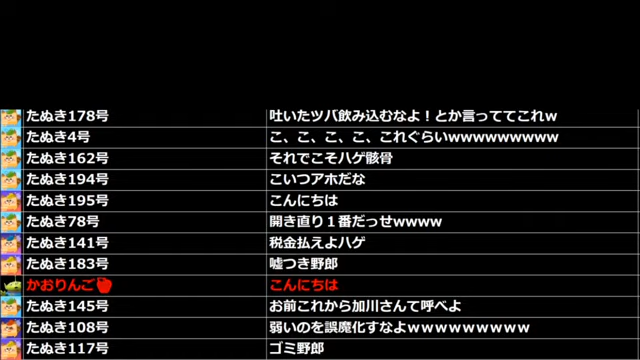 たぬき178号 吐いたツバ飲み込むなよ！とか言っててこれw
たぬき4号 こ、こ、こ、こ、これぐらいwwwwwwwww
たぬき162号 それでこそハゲ骸骨
たぬき194号 こいつアホだな
たぬき195号 こんにちは
たぬき78号 開き直り１番だっせwwww
たぬき141号 税金払えよハゲ
たぬき183号 嘘つき野郎
かおりんご🍎 こんにちは
たぬき145号 お前これから加川さんて呼べよ
たぬき108号 弱いのを誤魔化すなよｗｗｗｗｗｗｗｗｗ
たぬき117号 ゴミ野郎